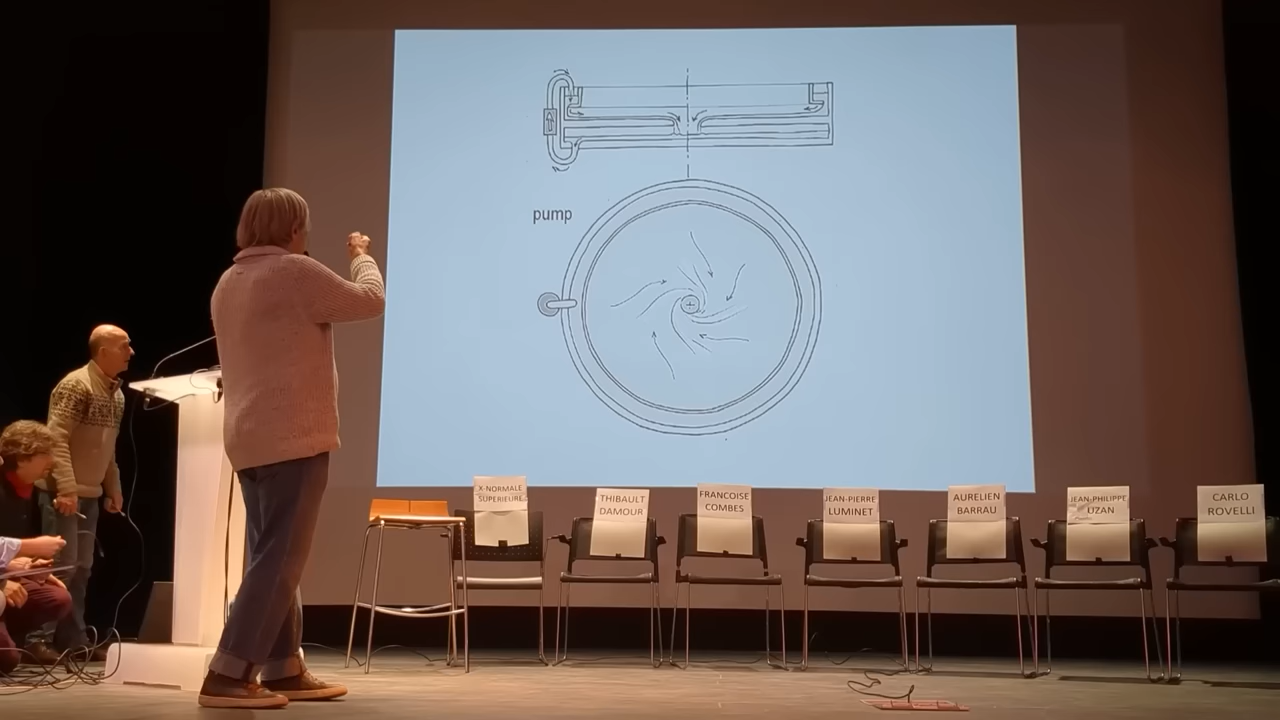 pump
X-NORMALE
SUPERIEURE
THIBAULT
DAMOUR
FRANCOISE
COMBES
JEAN-PIERRE
LUMINET
AURELIEN
BARRAU
JEAN-PHILIPPE
UZAN
CARLO
ROVELLI